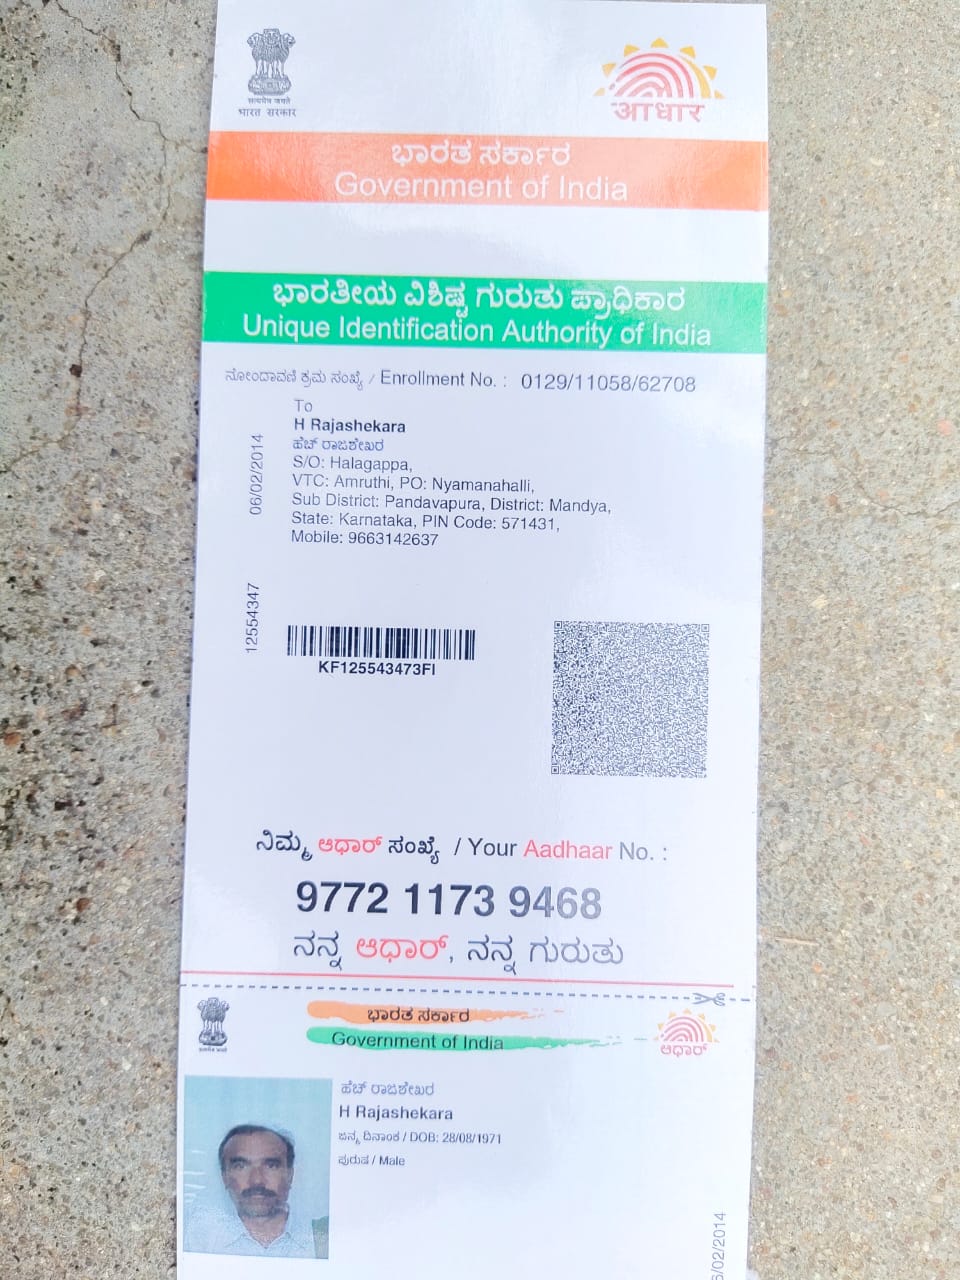 सत्यमेव जयते
भारत सरकार
आधार
ಭಾರತ ಸರ್ಕಾರ
Government of India
ಭಾರತೀಯ ವಿಶಿಷ್ಟ ಗುರುತು ಪ್ರಾಧಿಕಾರ
Unique Identification Authority of India
ನೋಂದಾವಣಿ ಕ್ರಮ ಸಂಖ್ಯೆ / Enrollment No. : 0129/11058/62708
To
H Rajashekara
ಹೆಚ್ ರಾಜಶೇಖರ
S/O: Halagappa,
VTC: Amruthi, PO: Nyamanahalli,
Sub District: Pandavapura, District: Mandya,
State: Karnataka, PIN Code: 571431,
Mobile: 9663142637
06/02/2014
12554347
KF125543473FI
ನಿಮ್ಮ ಆಧಾರ್ ಸಂಖ್ಯೆ / Your Aadhaar No. :
9772 1173 9468
ನನ್ನ ಆಧಾರ್, ನನ್ನ ಗುರುತು
ಭಾರತ ಸರ್ಕಾರ
Government of India
ಆಧಾರ್
ಹೆಚ್ ರಾಜಶೇಖರ
H Rajashekara
ಜನ್ಮ ದಿನಾಂಕ / DOB: 28/08/1971
ಪುರುಷ / Male